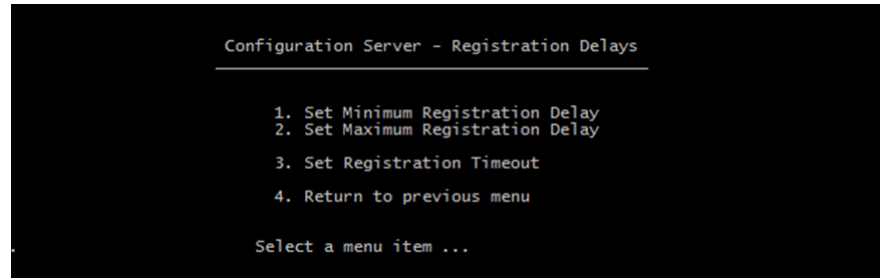 Configuration Server – Registration Delays
1. Set Minimum Registration Delay
2. Set Maximum Registration Delay
3. Set Registration Timeout
4. Return to previous menu
Select a menu item ...